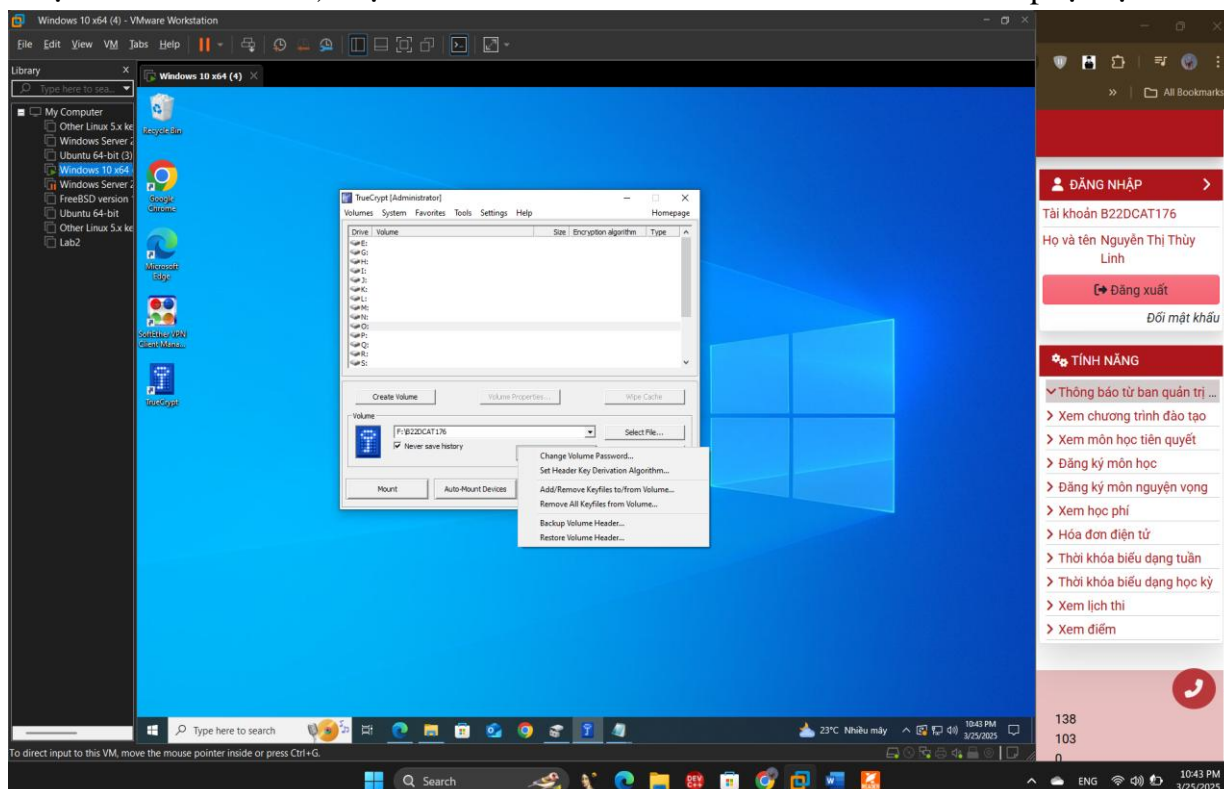 Windows 10 x64 (4) - VMware Workstation
File Edit View VM Tabs Help
Library
Type here to sea...
My Computer
Other Linux 5.x ke
Windows Server 2
Ubuntu 64-bit (3)
Windows 10 x64
Windows Server 2
FreeBSD version
Ubuntu 64-bit
Other Linux 5.x ke
Lab2
Windows 10 x64 (4)
Recycle Bin
Google Chrome
Microsoft Edge
SoftEther VPN
Client Mana...
TrueCrypt
TrueCrypt [Administrator]
Volumes System Favorites Tools Settings Help Homepage
Drive Volume Size Encryption algorithm Type
E:
G:
H:
I:
J:
K:
L:
M:
N:
O:
P:
Q:
R:
S:
Create Volume Volume Properties... Wipe Cache
Volume
F:\B22DCAT176 Select File...
Never save history
Mount Auto-Mount Devices
Change Volume Password...
Set Header Key Derivation Algorithm...
Add/Remove Keyfiles to/from Volume...
Remove All Keyfiles from Volume...
Backup Volume Header...
Restore Volume Header...
Type here to search
23°C Nhiều mây
10:43 PM
3/25/2025
To direct input to this VM, move the mouse pointer inside or press Ctrl+G.
All Bookmarks
ĐĂNG NHẬP
Tài khoản B22DCAT176
Họ và tên Nguyễn Thị Thùy
Linh
Đăng xuất
Đổi mật khẩu
TÍNH NĂNG
Thông báo từ ban quản trị ...
Xem chương trình đào tạo
Xem môn học tiên quyết
Đăng ký môn học
Đăng ký môn nguyện vọng
Xem học phí
Hóa đơn điện tử
Thời khóa biểu dạng tuần
Thời khóa biểu dạng học kỳ
Xem lịch thi
Xem điểm
138
103
Search
ENG
10:43 PM
3/25/2025